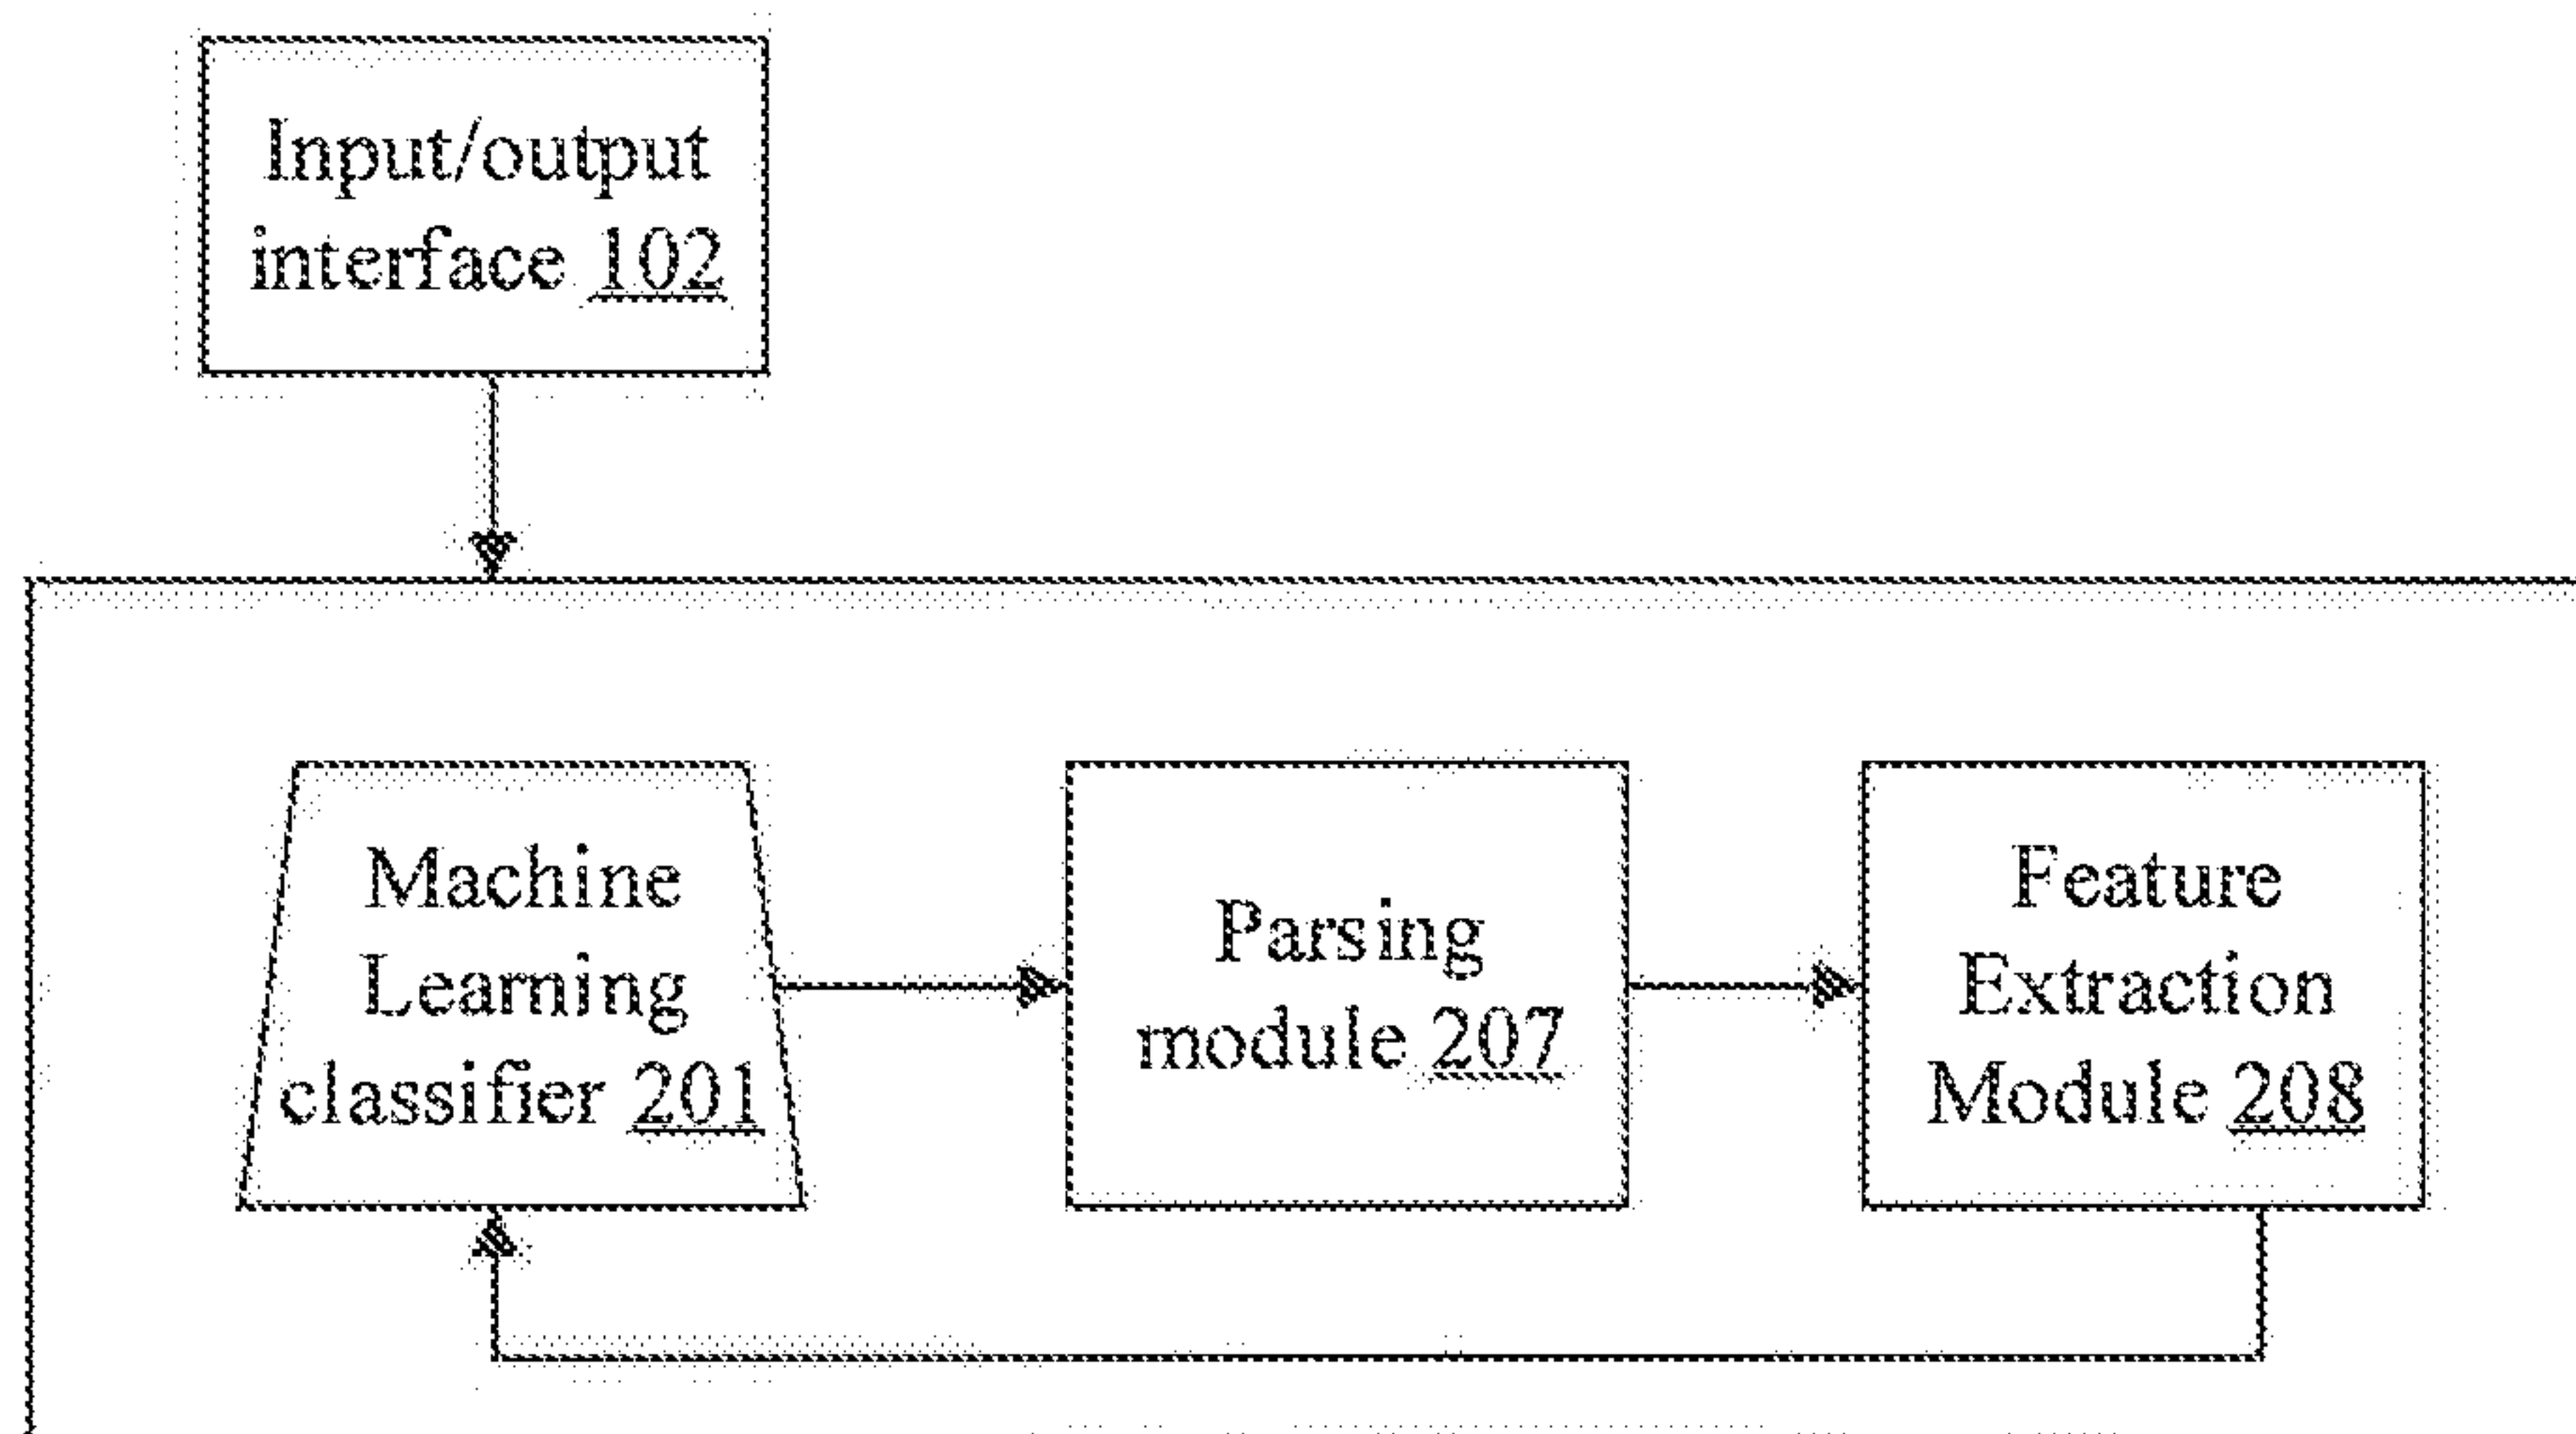 Input/output
interface 102
Machine
Learning
classifier 201
Parsing
module 207
Feature
Extraction
Module 208